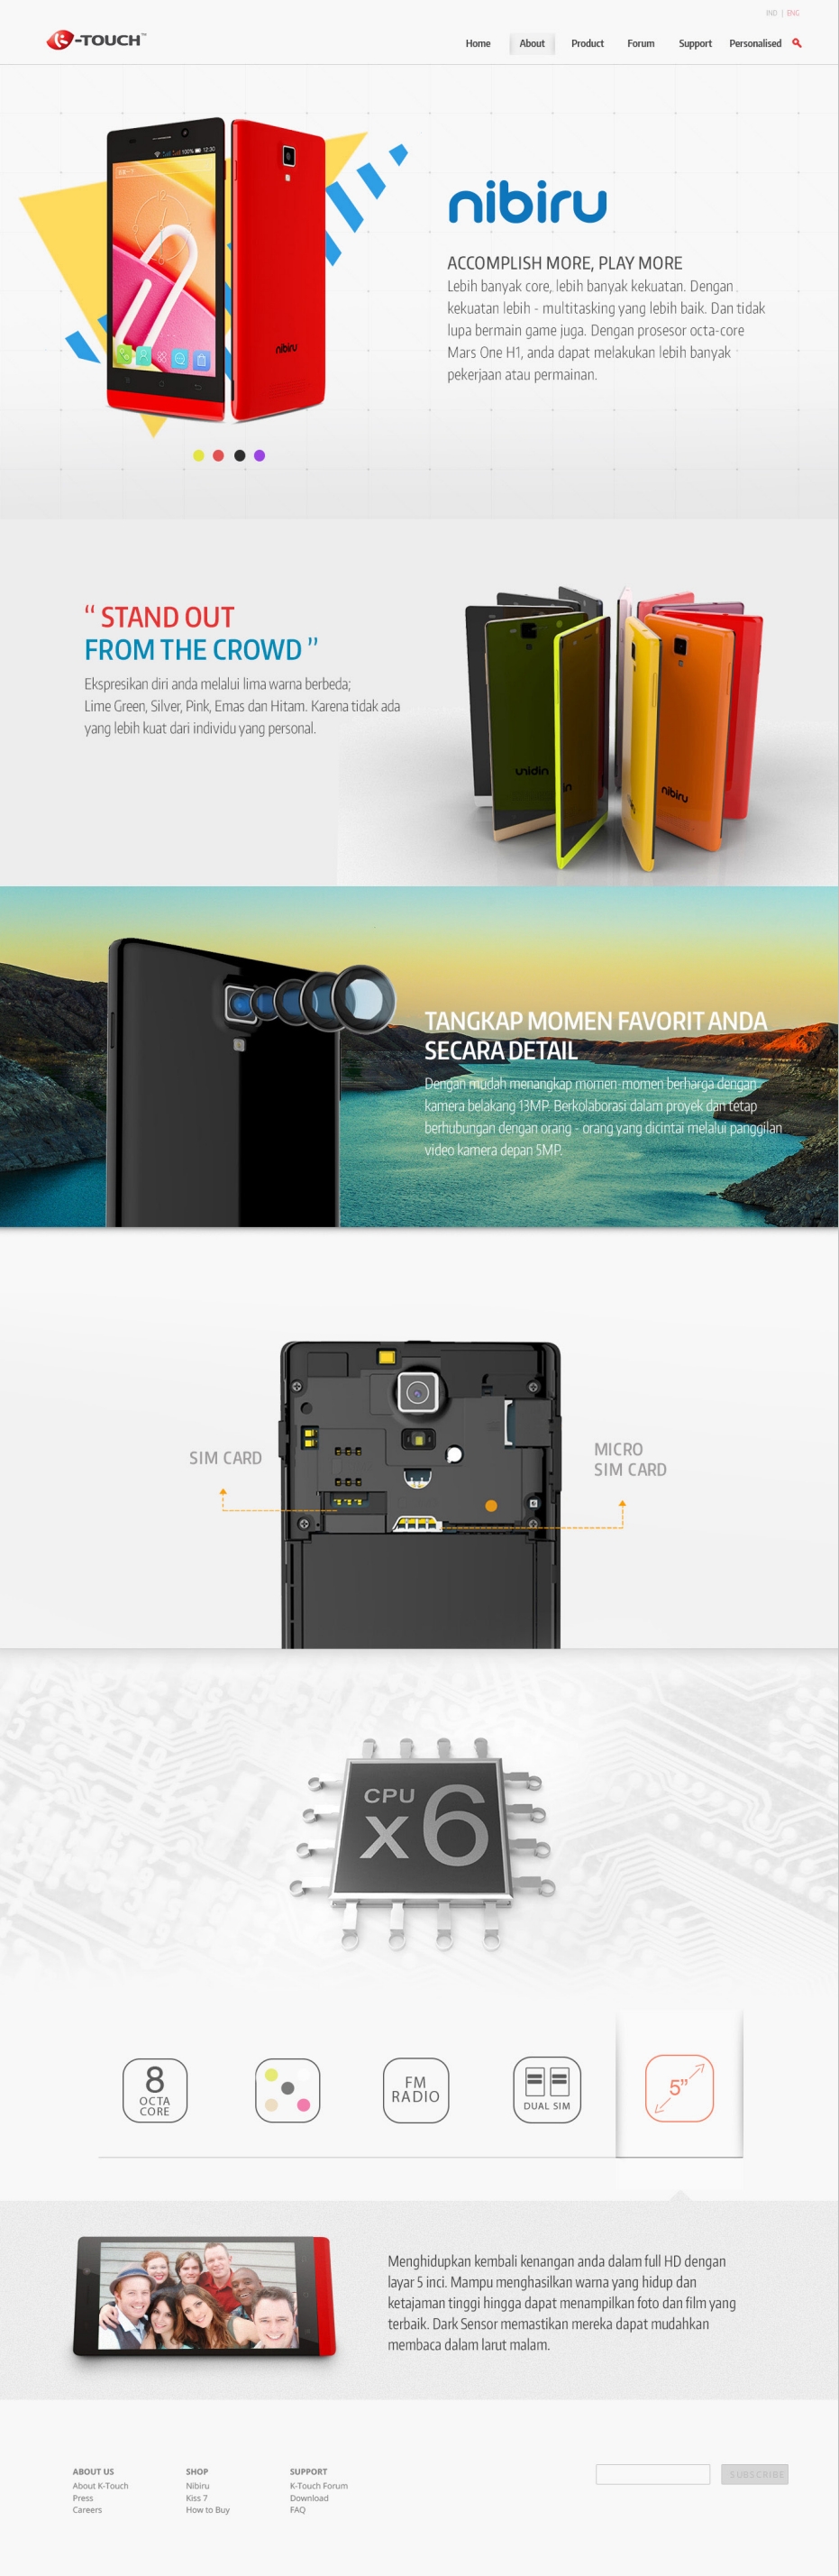 IND | ENG
K-TOUCH™
Home About Product Forum Support Personalised
12:30
100%
12
nibiru
nibiru
ACCOMPLISH MORE, PLAY MORE
Lebih banyak core, lebih banyak kekuatan. Dengan
kekuatan lebih - multitasking yang lebih baik. Dan tidak
lupa bermain game juga. Dengan prosesor octa-core
Mars One H1, anda dapat melakukan lebih banyak
pekerjaan atau permainan.
“ STAND OUT
FROM THE CROWD ”
Ekspresikan diri anda melalui lima warna berbeda;
Lime Green, Silver, Pink, Emas dan Hitam. Karena tidak ada
yang lebih kuat dari individu yang personal.
nibiru
TANGKAP MOMEN FAVORIT ANDA
SECARA DETAIL
Dengan mudah menangkap momen-momen berharga dengan
kamera belakang 13MP. Berkolaborasi dalam proyek dan tetap
berhubungan dengan orang - orang yang dicintai melalui panggilan
video kamera depan 5MP.
SIM CARD
MICRO
SIM CARD
CPU
x6
8
OCTA
CORE
FM
RADIO
DUAL SIM
5”
Menghidupkan kembali kenangan anda dalam full HD dengan
layar 5 inci. Mampu menghasilkan warna yang hidup dan
ketajaman tinggi hingga dapat menampilkan foto dan film yang
terbaik. Dark Sensor memastikan mereka dapat mudahkan
membaca dalam larut malam.
ABOUT US
About K-Touch
Press
Careers
SHOP
Nibiru
Kiss 7
How to Buy
SUPPORT
K-Touch Forum
Download
FAQ
SUBSCRIBE